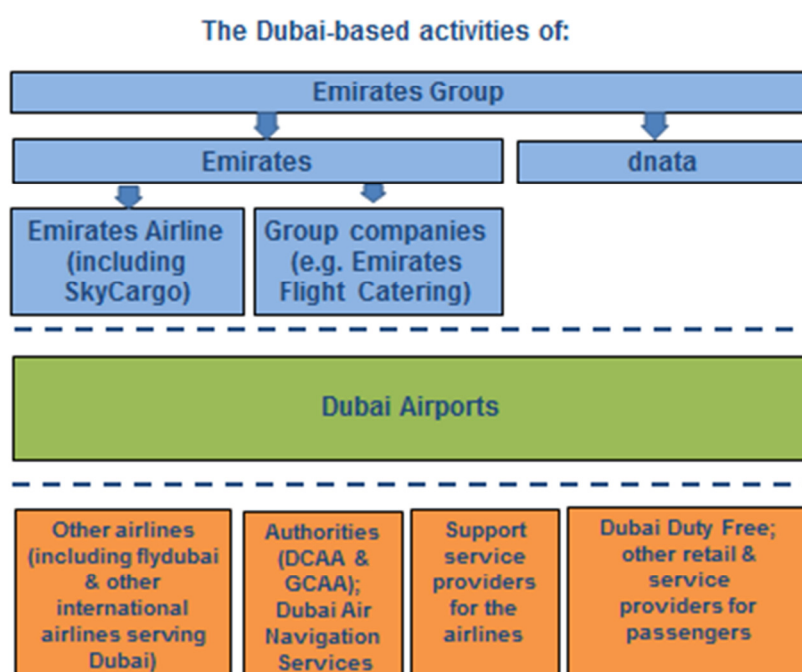 The Dubai-based activities of:
Emirates Group
Emirates
dnata
Emirates Airline
(including
SkyCargo)
Group companies
(e.g. Emirates
Flight Catering)
Dubai Airports
Other airlines
(including flydubai
& other
international
airlines serving
Dubai)
Authorities
(DCAA &
GCAA);
Dubai Air
Navigation
Services
Support
service
providers
for the
airlines
Dubai Duty Free;
other retail &
service
providers for
passengers